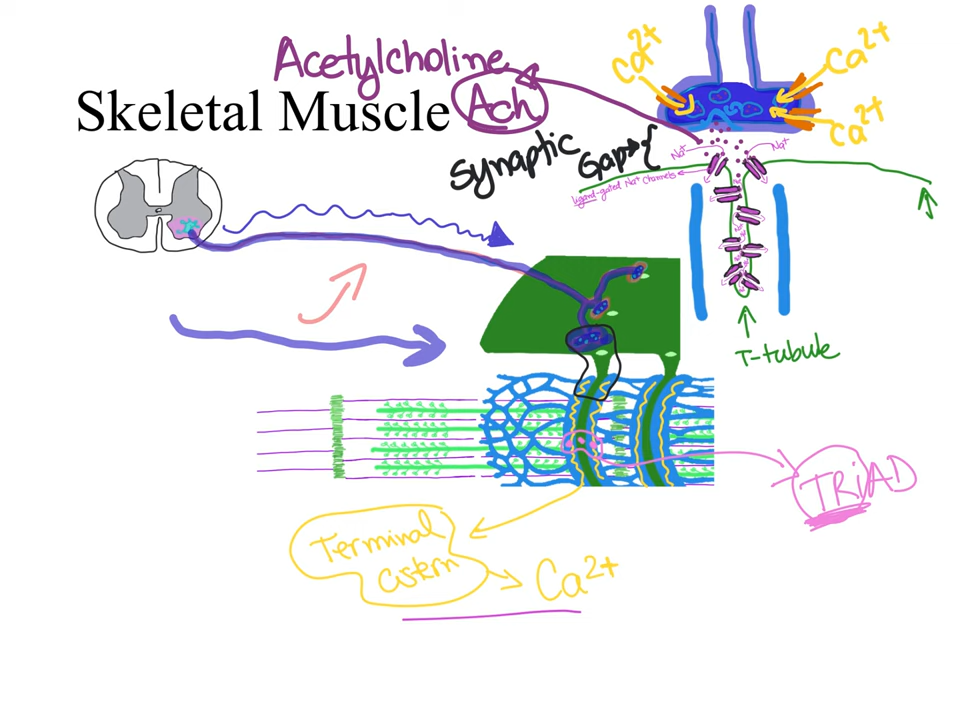 Acetylcholine
Skeletal Muscle
Ach
Ca2+
Ca2+
Ca2+
Synaptic Gap
Na+
Na+
ligand-gated Na+ Channels
T-tubule
TRIAD
Terminal
Cistern
Ca2+